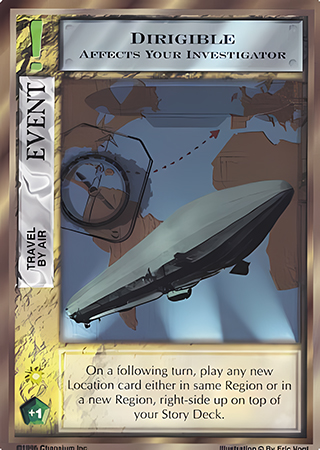 DIRIGIBLE
AFFECTS YOUR INVESTIGATOR
EVENT
TRAVEL
BY AIR
On a following turn, play any new
Location card either in same Region or in
a new Region, right-side up on top of
your Story Deck.
+1
©1996 Chaosium Inc.
Illustration © By Eric